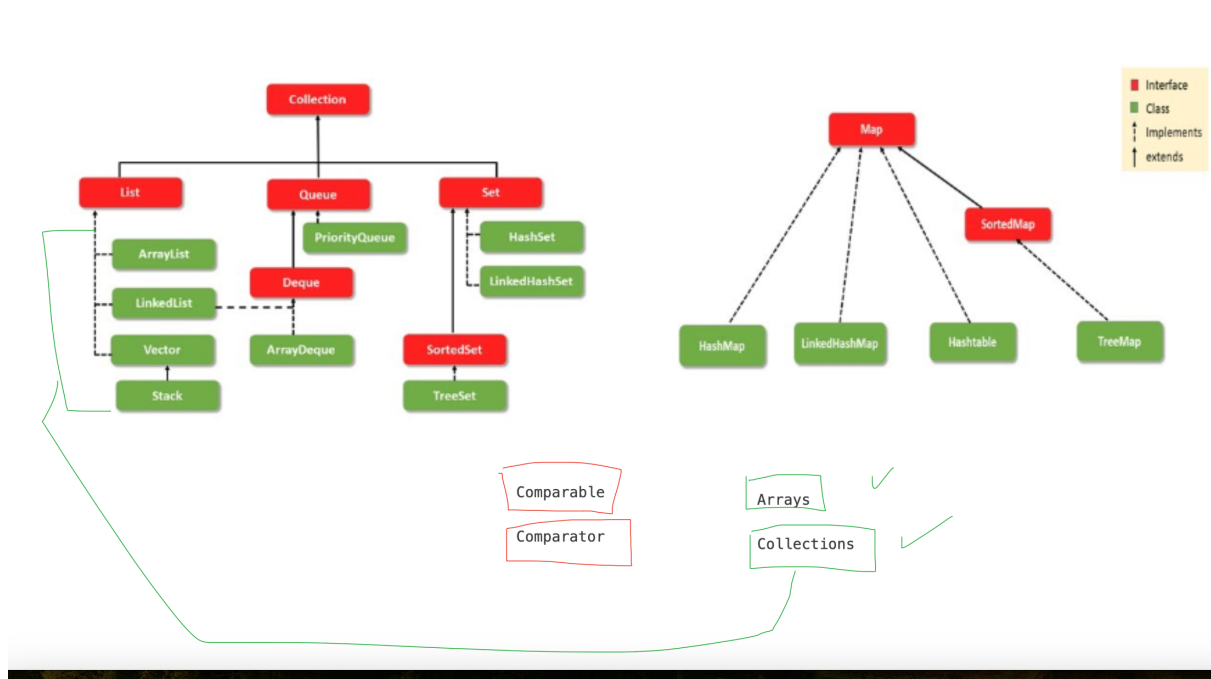 Collection
List
Queue
Set
PriorityQueue
HashSet
ArrayList
Deque
LinkedHashSet
LinkedList
Vector
ArrayDeque
SortedSet
Stack
TreeSet
Map
SortedMap
HashMap
LinkedHashMap
Hashtable
TreeMap
Interface
Class
Implements
extends
Comparable
Comparator
Arrays
Collections